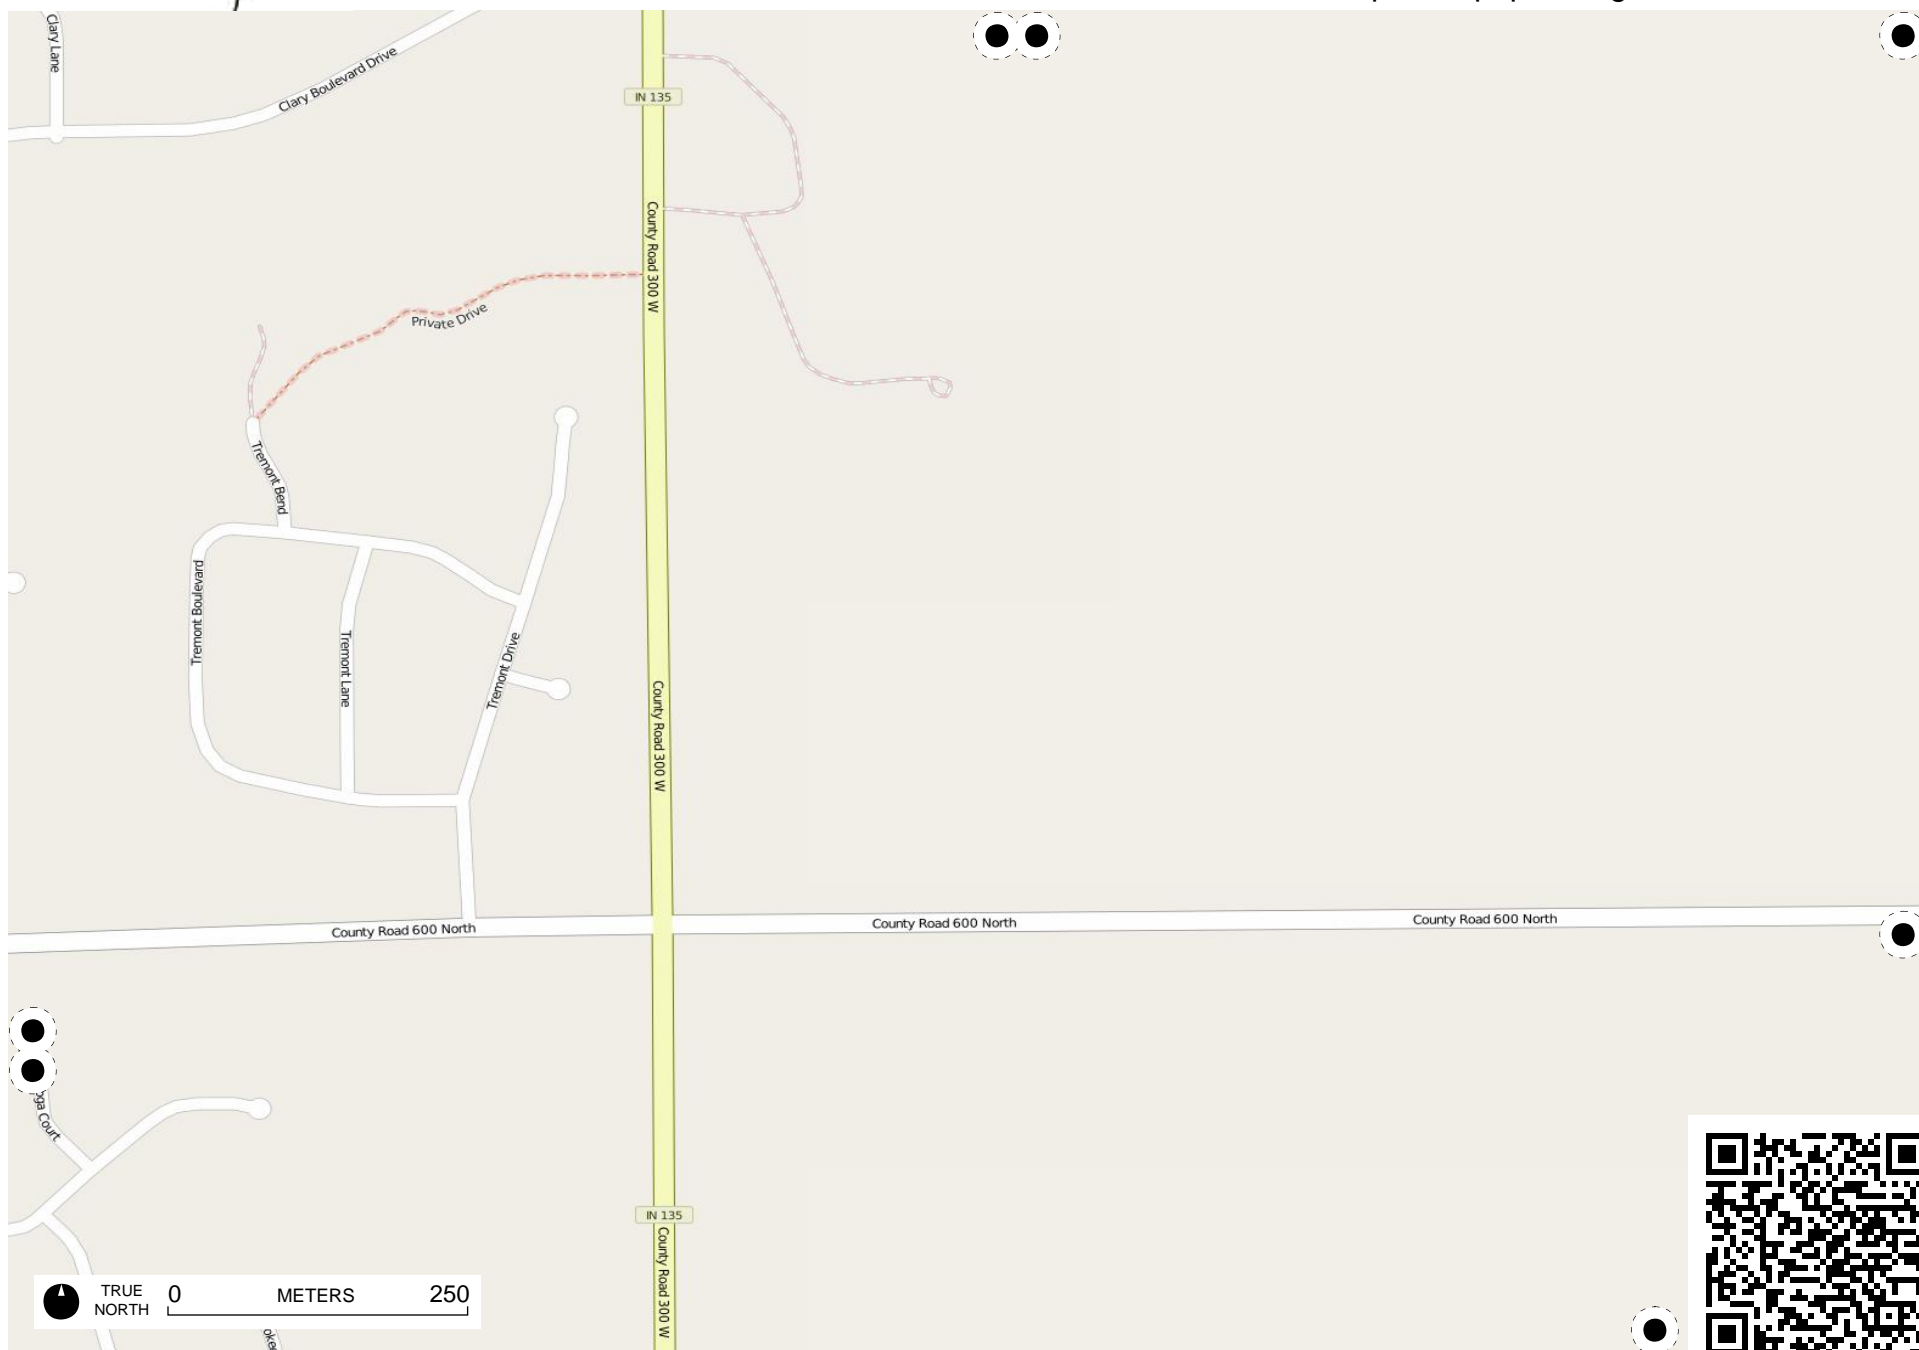 Clary Lane
Clary Boulevard Drive
IN 135
County Road 300 W
Private Drive
Tremont Bend
Tremont Boulevard
Tremont Lane
Tremont Drive
County Road 300 W
County Road 600 North
County Road 600 North
County Road 600 North
Court
IN 135
County Road 300 W
TRUE
NORTH
0
METERS
250